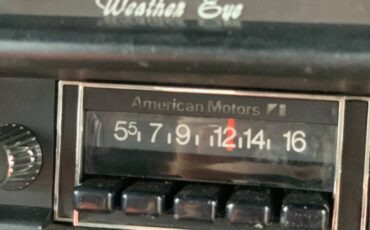 Weather Eye
American Motors
55 7 9 12 14 16